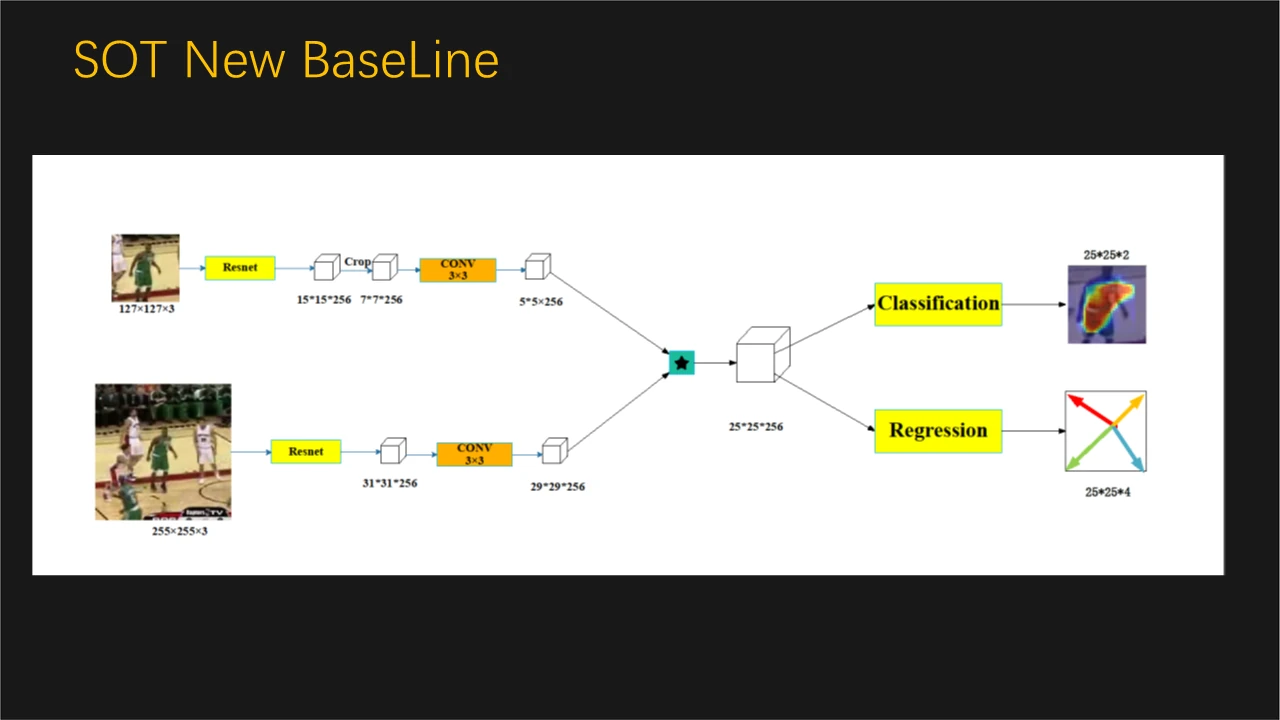 SOT New BaseLine
127×127×3
Resnet
15*15*256
Crop
7*7*256
CONV
3×3
5*5×256
255×255×3
Resnet
31*31*256
CONV
3×3
29*29*256
25*25*256
Classification
25*25*2
Regression
25*25*4